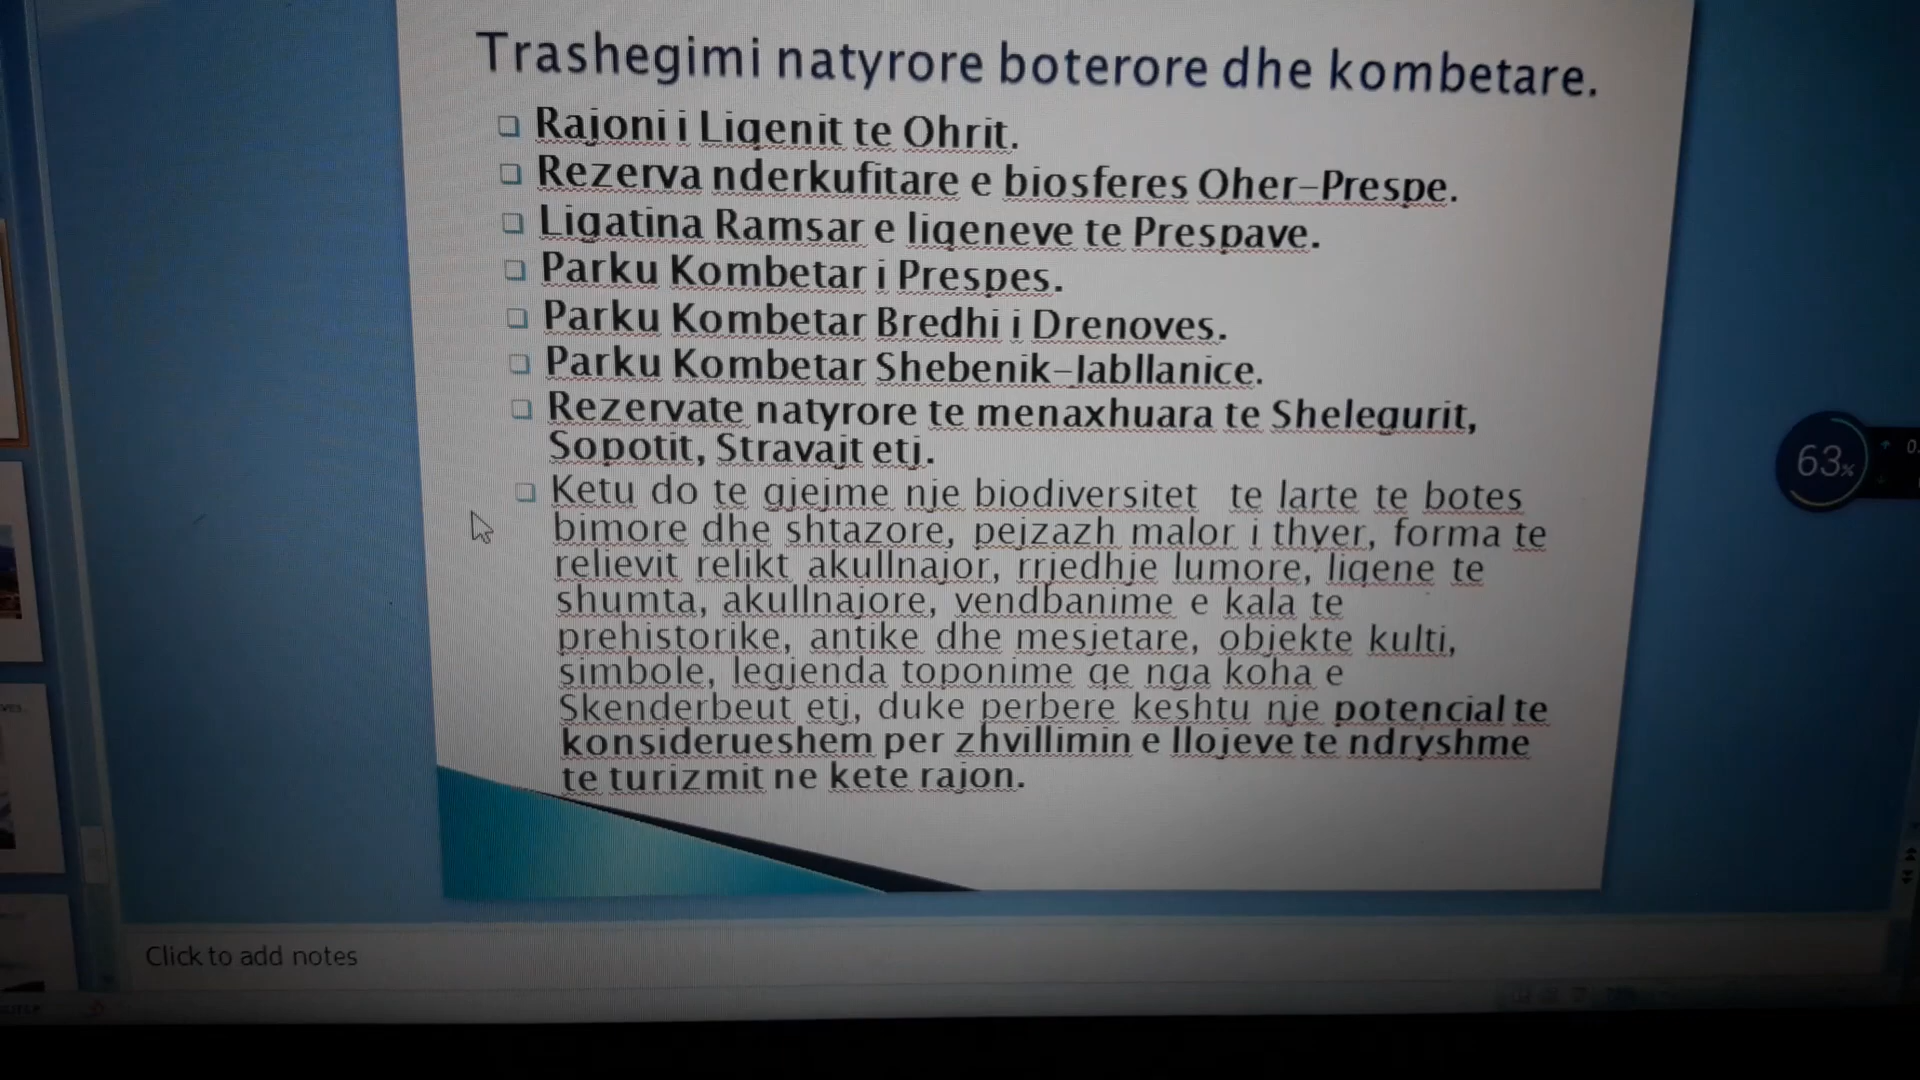 Trashegimi natyrore boterore dhe kombetare.
Rajoni i Liqenit te Ohrit.
Rezerva nderkufitare e biosferes Oher-Prespe.
Ligatina Ramsar e liqeneve te Prespave.
Parku Kombetar i Prespes.
Parku Kombetar Bredhi i Drenoves.
Parku Kombetar Shebenik-Jabllanice.
Rezervate natyrore te menaxhuara te Shelegurit,
Sopotit, Stravajt etj.
Ketu do te gjejme nje biodiversitet te larte te botes
bimore dhe shtazore, pejzazh malor i thyer, forma te
relievit relikt akullnajor, rrjedhje lumore, liqene te
shumta, akullnajore, vendbanime e kala te
prehistorike, antike dhe mesjetare, objekte kulti,
simbole, legjenda toponime qe nga koha e
Skenderbeut etj, duke perbere keshtu nje potencial te
konsiderueshem per zhvillimin e llojeve te ndryshme
te turizmit ne kete rajon.
63%
Click to add notes